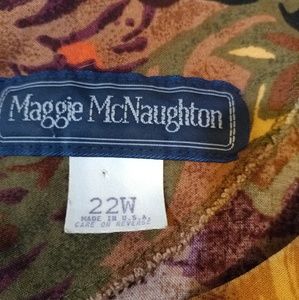 Maggie McNaughton
22W
MADE IN U.S.A.
CARE ON REVERSE